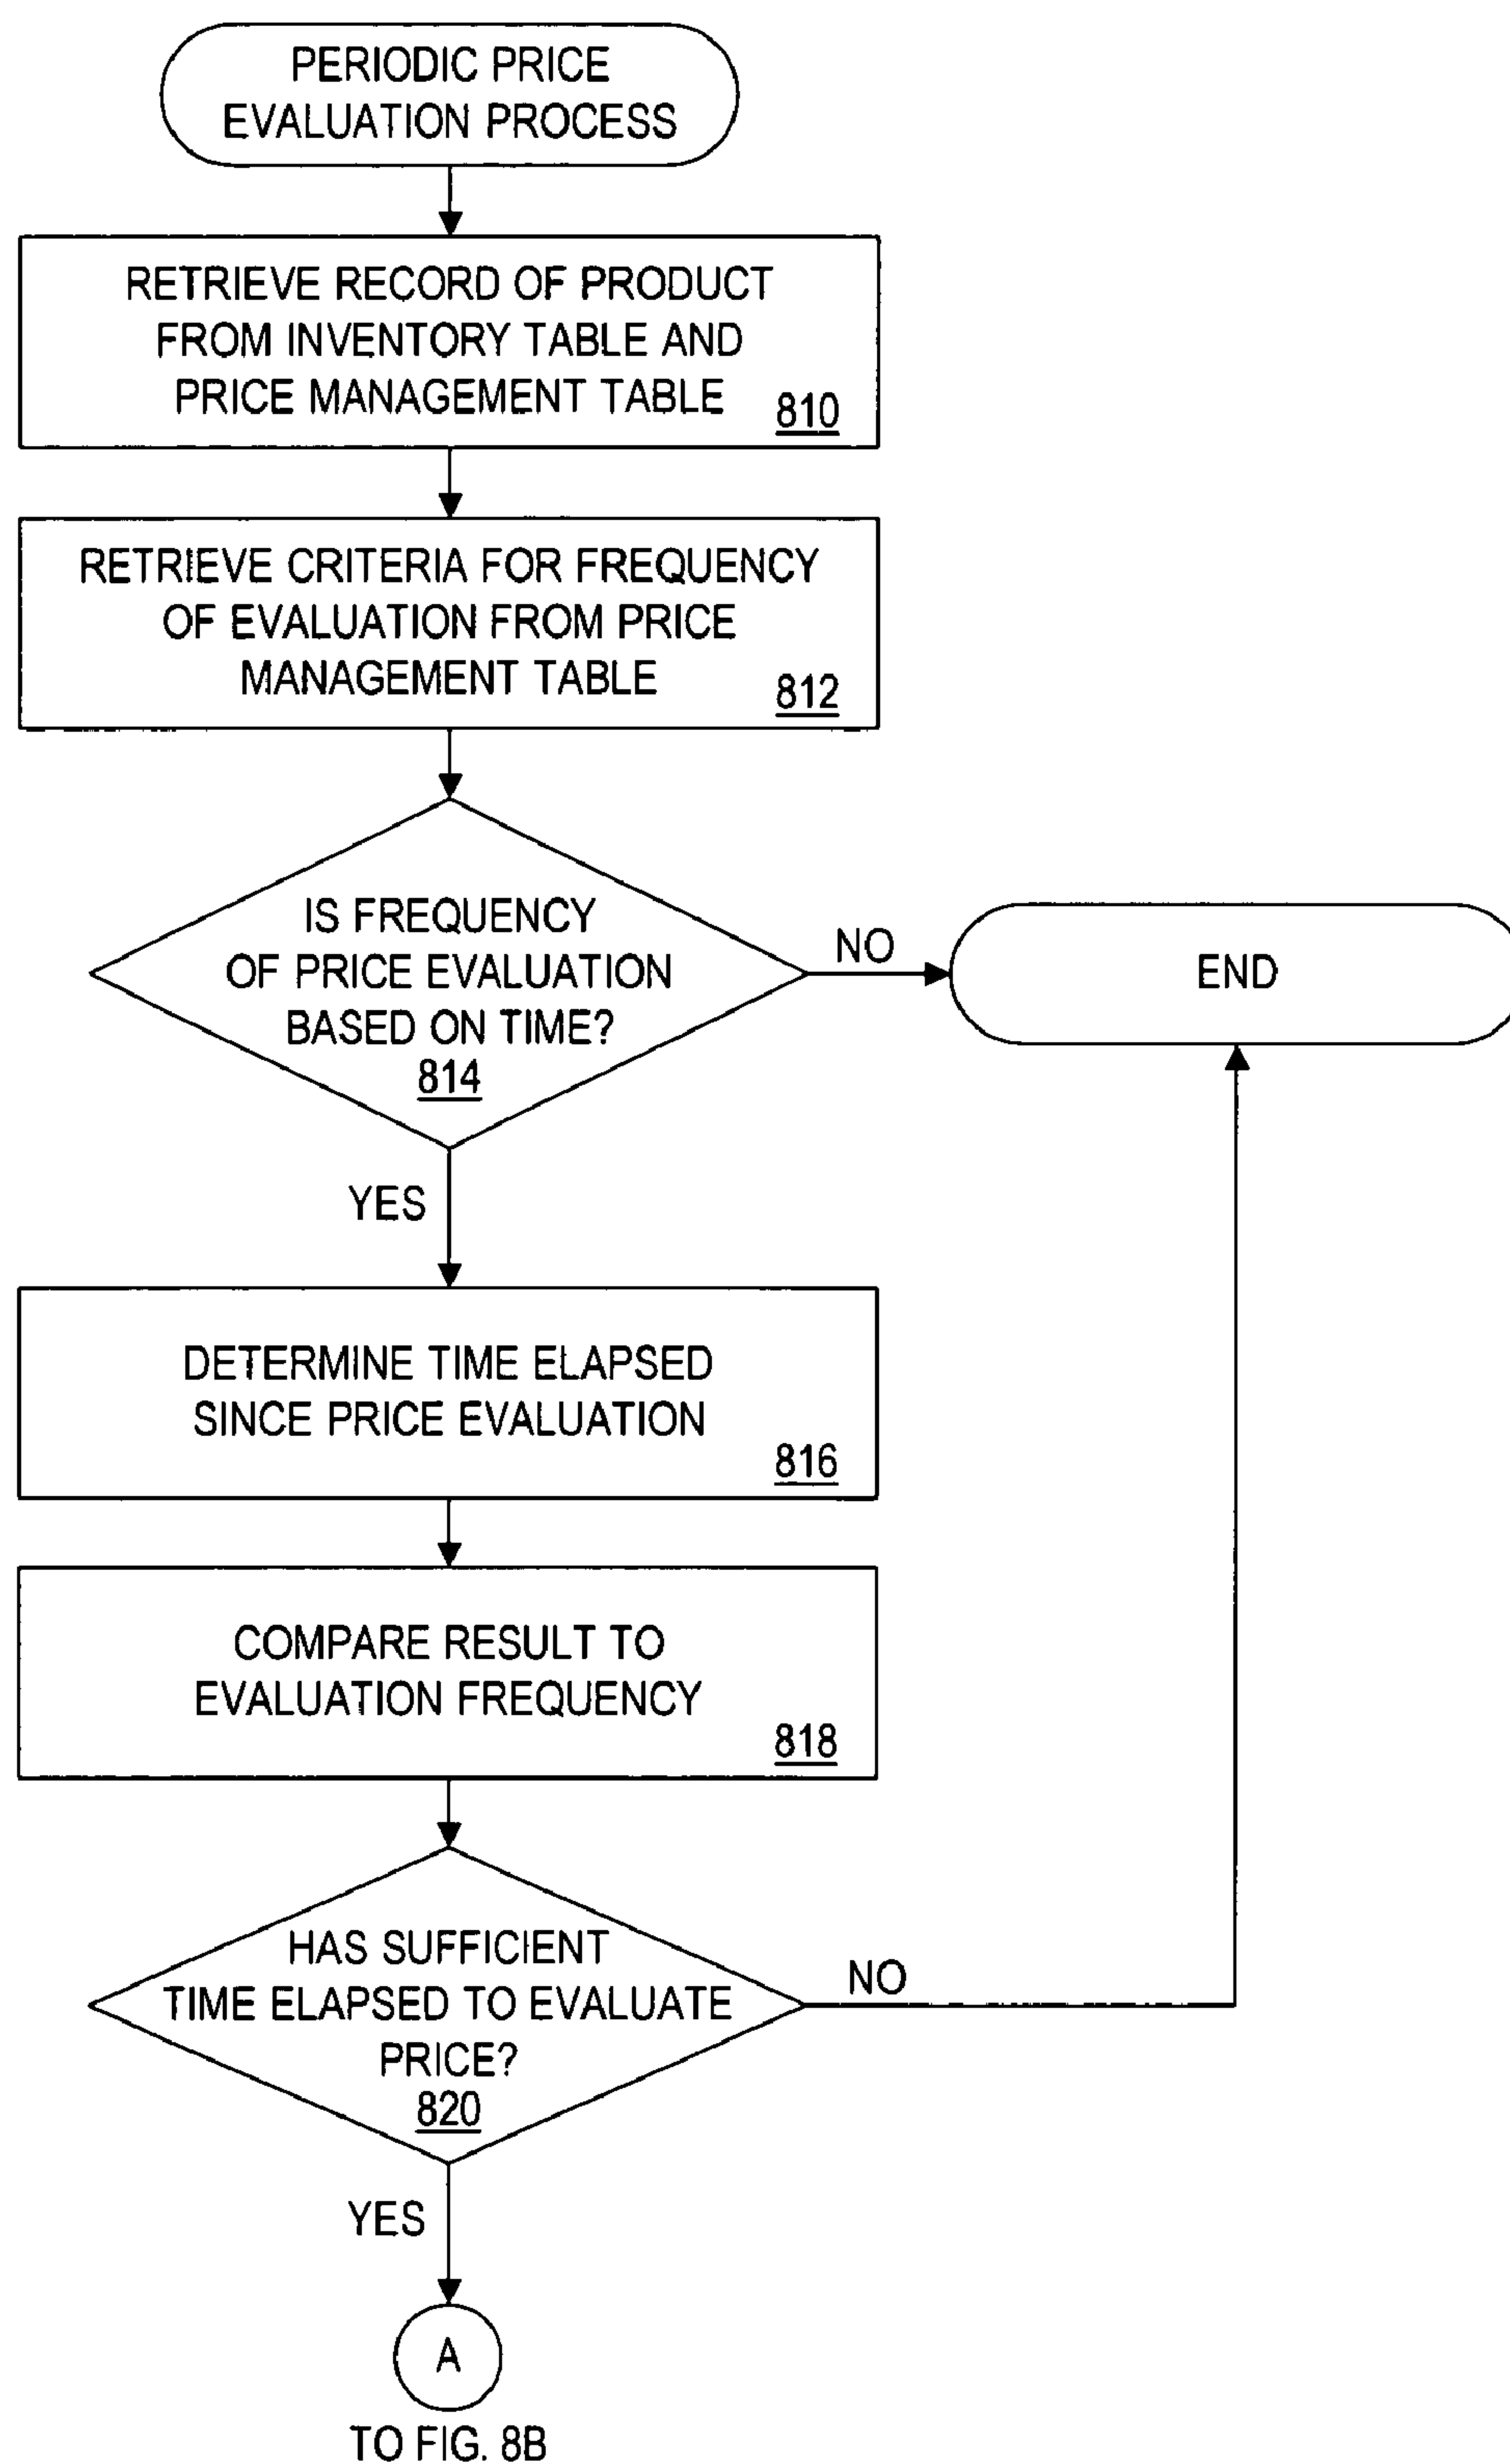 PERIODIC PRICE
EVALUATION PROCESS
RETRIEVE RECORD OF PRODUCT
FROM INVENTORY TABLE AND
PRICE MANAGEMENT TABLE
810
RETRIEVE CRITERIA FOR FREQUENCY
OF EVALUATION FROM PRICE
MANAGEMENT TABLE
812
IS FREQUENCY
OF PRICE EVALUATION
BASED ON TIME?
814
NO
END
YES
DETERMINE TIME ELAPSED
SINCE PRICE EVALUATION
816
COMPARE RESULT TO
EVALUATION FREQUENCY
818
HAS SUFFICIENT
TIME ELAPSED TO EVALUATE
PRICE?
820
NO
YES
A
TO FIG. 8B